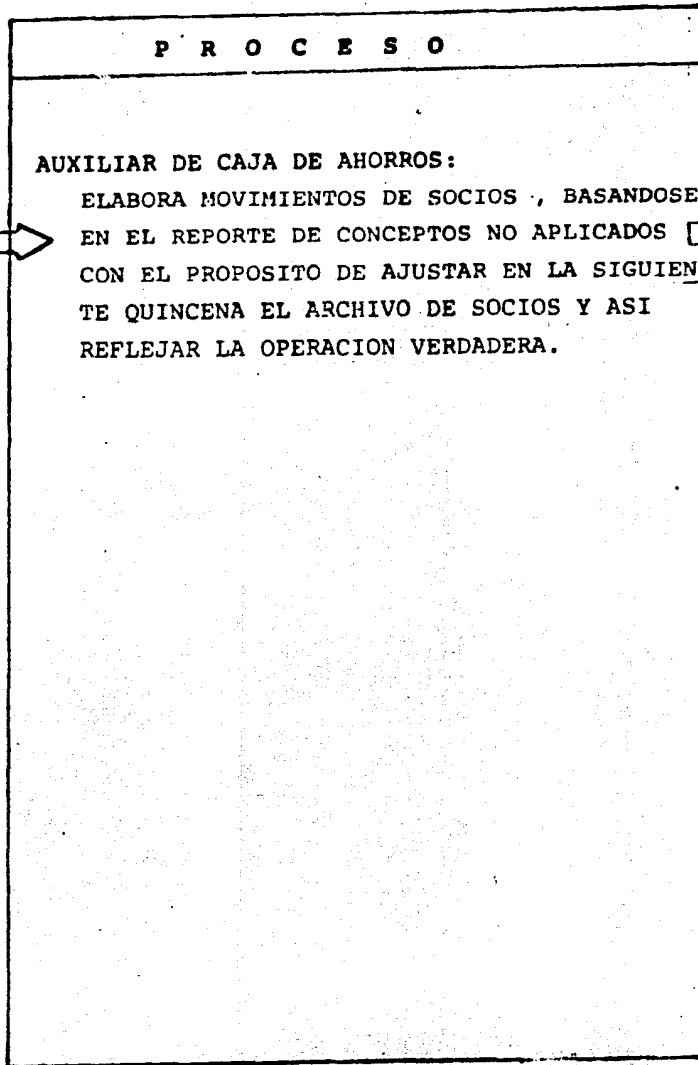 P R O C E S O
AUXILIAR DE CAJA DE AHORROS:
ELABORA MOVIMIENTOS DE SOCIOS , BASANDOSE
EN EL REPORTE DE CONCEPTOS NO APLICADOS
CON EL PROPOSITO DE AJUSTAR EN LA SIGUIEN
TE QUINCENA EL ARCHIVO DE SOCIOS Y ASI
REFLEJAR LA OPERACION VERDADERA.